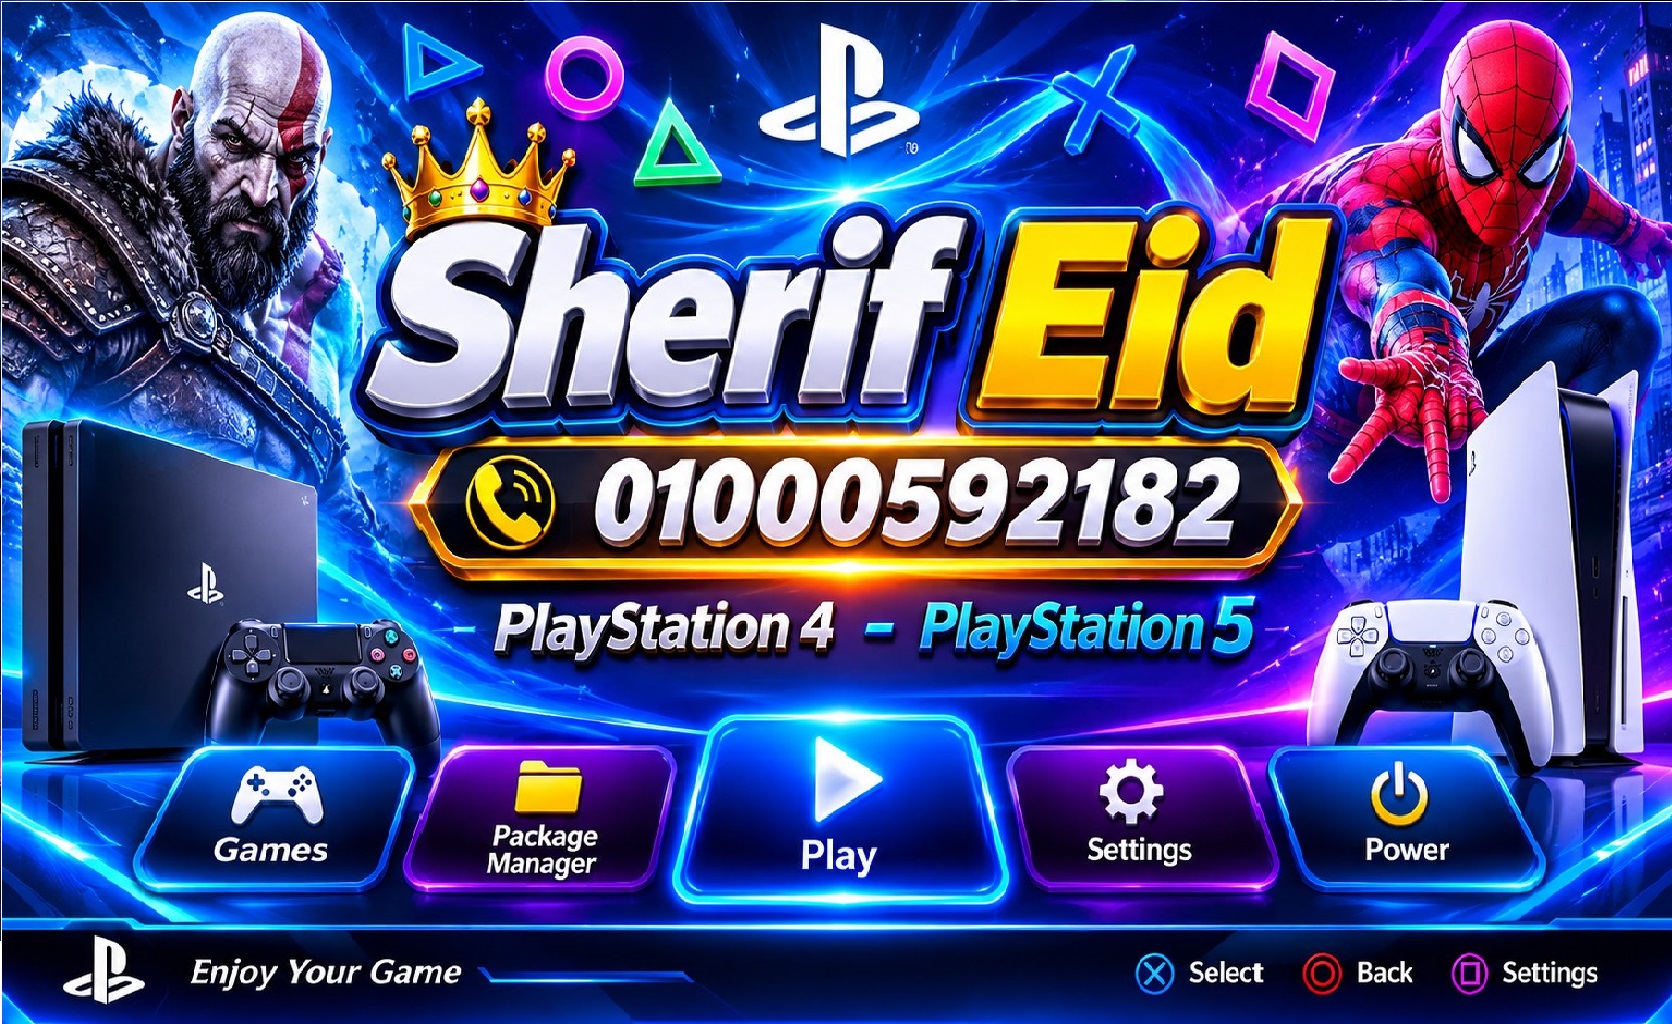 Sherif Eid
01000592182
PlayStation 4 - PlayStation 5
Games
Package
Manager
Play
Settings
Power
Enjoy Your Game
Select
Back
Settings